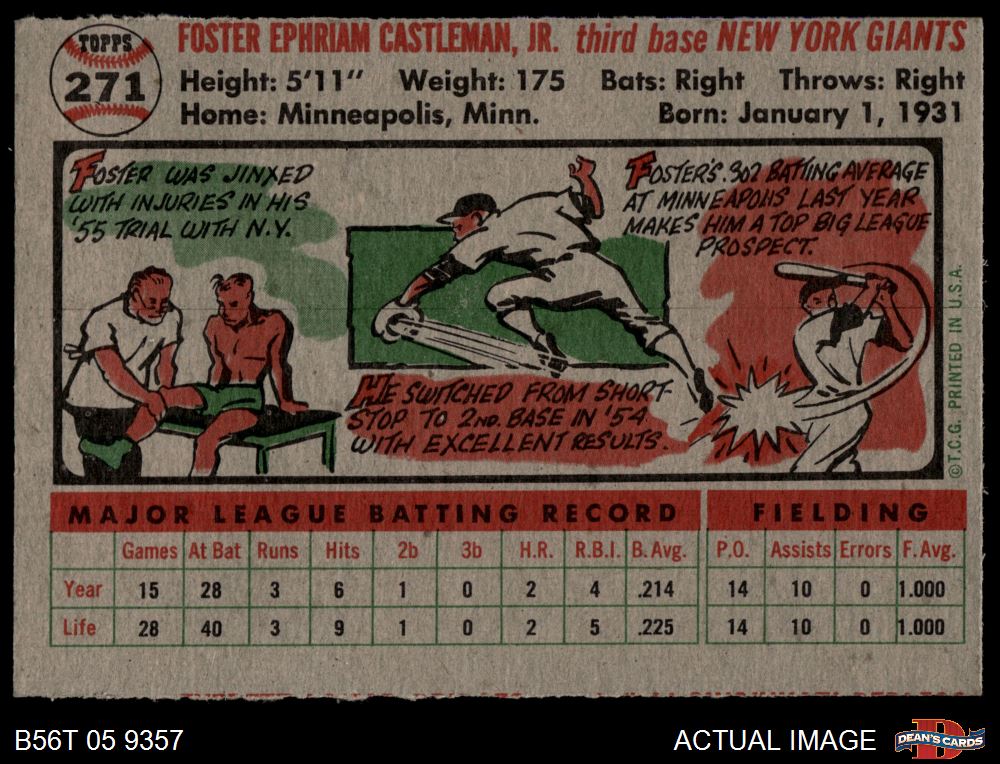 TOPPS
271
FOSTER EPHRIAM CASTLEMAN, JR. third base NEW YORK GIANTS
Height: 5'11" Weight: 175 Bats: Right Throws: Right
Home: Minneapolis, Minn. Born: January 1, 1931
FOSTER WAS JINXED
WITH INJURIES IN HIS
'55 TRIAL WITH N.Y.
HE SWITCHED FROM SHORT-
STOP TO 2ND. BASE IN '54
WITH EXCELLENT RESULTS.
FOSTER'S .302 BATTING AVERAGE
AT MINNEAPOLIS LAST YEAR
MAKES HIM A TOP BIG LEAGUE
PROSPECT.
©T.C.G. PRINTED IN U.S.A.
MAJOR LEAGUE BATTING RECORD FIELDING
Games At Bat Runs Hits 2b 3b H.R. R.B.I. B. Avg. P.O. Assists Errors F. Avg.
Year 15 28 3 6 1 0 2 4 .214 14 10 0 1.000
Life 28 40 3 9 1 0 2 5 .225 14 10 0 1.000
B56T 05 9357
ACTUAL IMAGE
DEAN'S CARDS